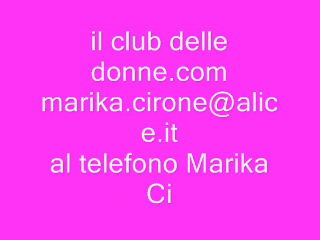 il club delle
donne.com
marika.cirone@alic
e.it
al telefono Marika
Ci